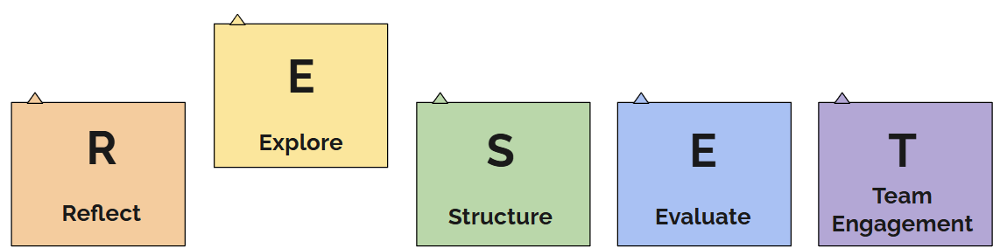 R
Reflect
E
Explore
S
Structure
E
Evaluate
T
Team
Engagement